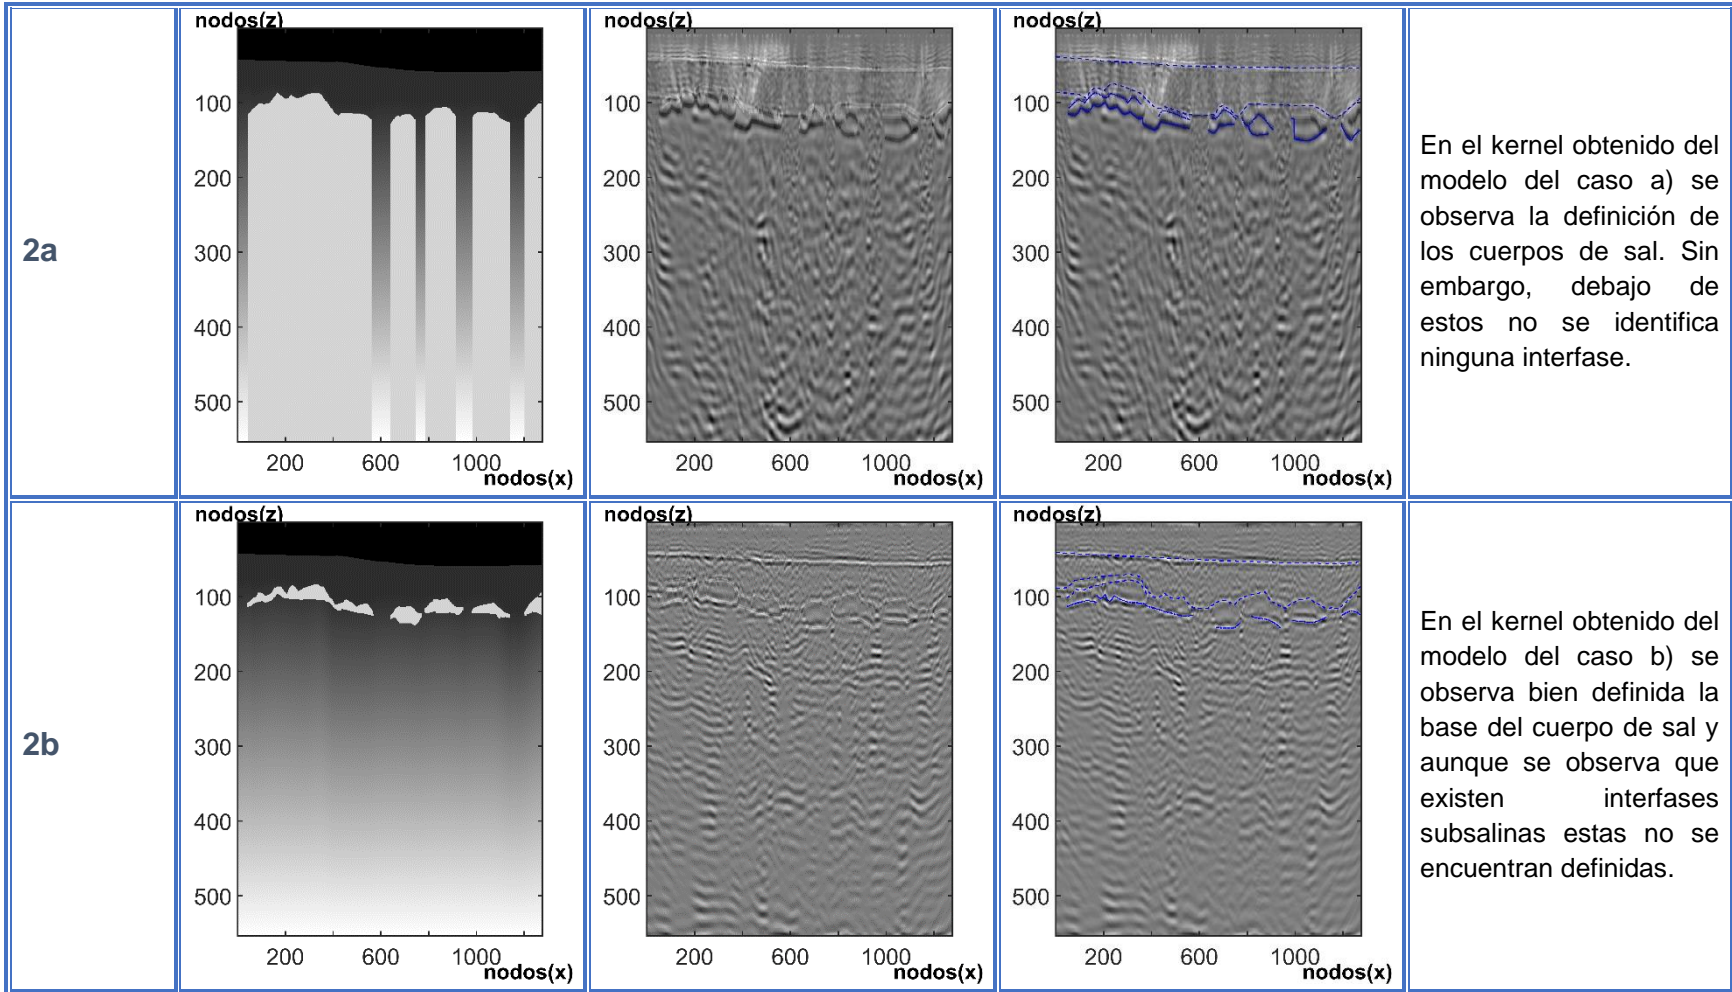 2a
nodos(z)
100
200
300
400
500
200 600 1000
nodos(x)
nodos(z)
100
200
300
400
500
200 600 1000
nodos(x)
nodos(z)
100
200
300
400
500
200 600 1000
nodos(x)
En el kernel obtenido del
modelo del caso a) se
observa la definición de
los cuerpos de sal. Sin
embargo, debajo de
estos no se identifica
ninguna interfase.
2b
nodos(z)
100
200
300
400
500
200 600 1000
nodos(x)
nodos(z)
100
200
300
400
500
200 600 1000
nodos(x)
nodos(z)
100
200
300
400
500
200 600 1000
nodos(x)
En el kernel obtenido del
modelo del caso b) se
observa bien definida la
base del cuerpo de sal y
aunque se observa que
existen interfases
subsalinas estas no se
encuentran definidas.